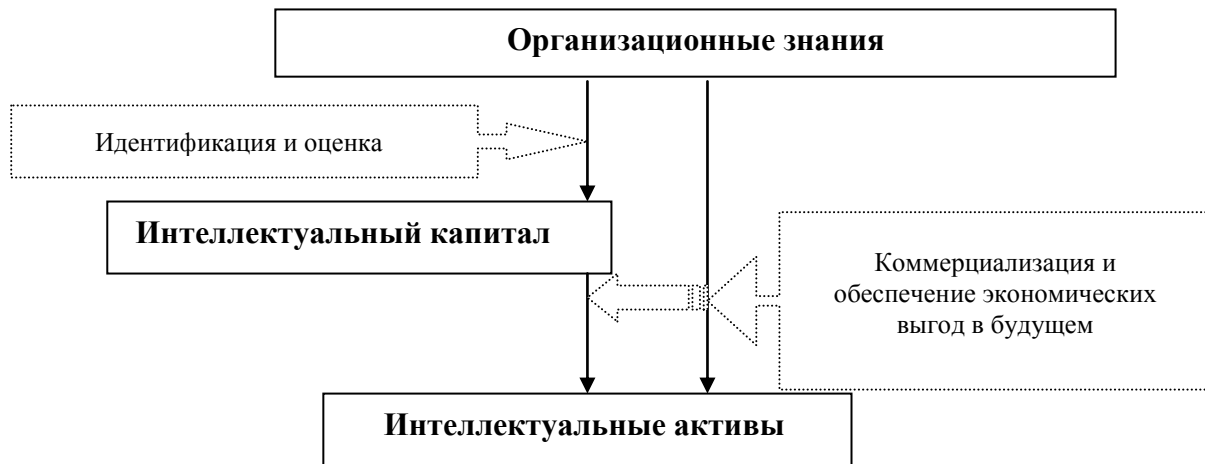 Организационные знания
Идентификация и оценка
Интеллектуальный капитал
Коммерциализация и
обеспечение экономических
выгод в будущем
Интеллектуальные активы